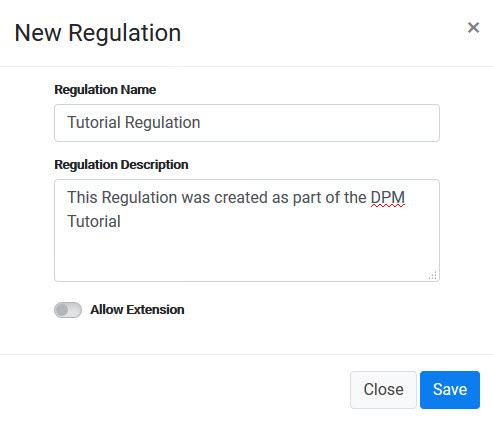 New Regulation
×
Regulation Name
Tutorial Regulation
Regulation Description
This Regulation was created as part of the DPM
Tutorial
Allow Extension
Close Save